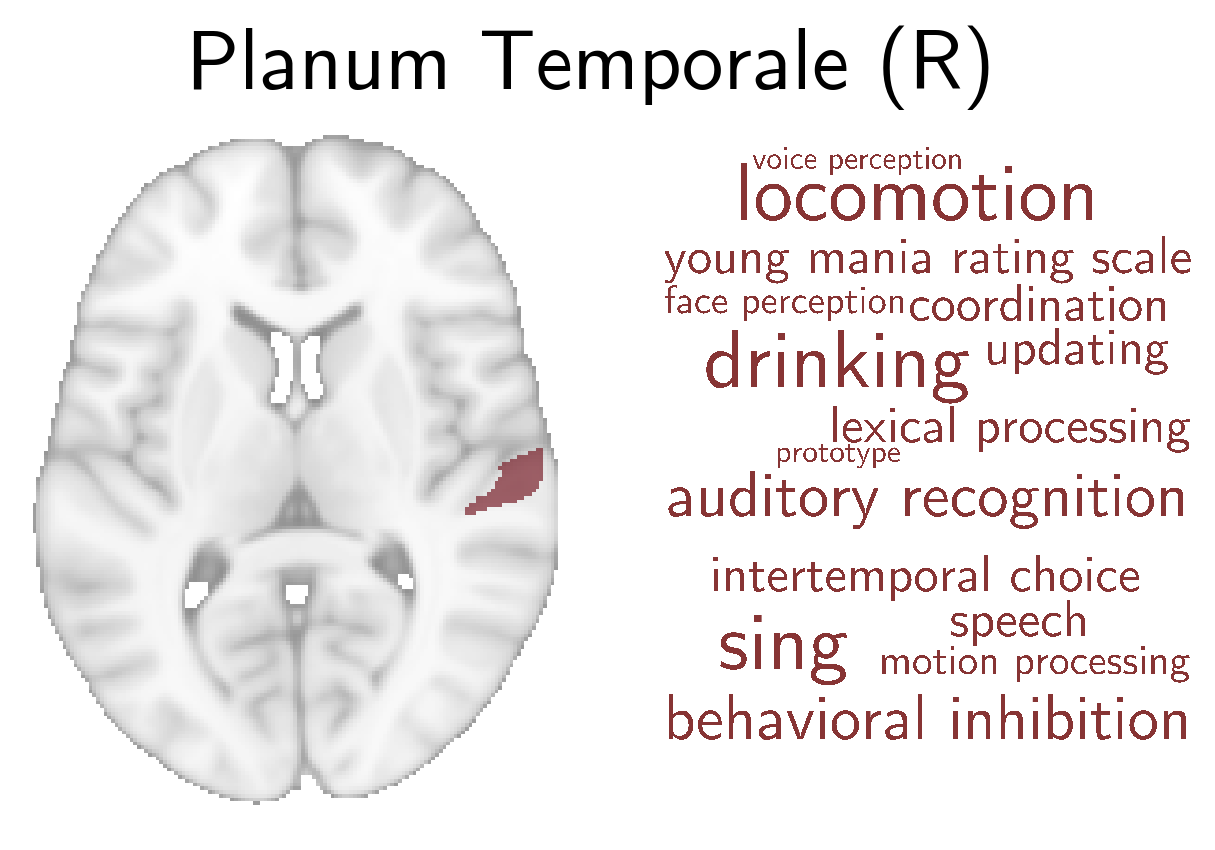 Planum Temporale (R)
voice perception
locomotion
young mania rating scale
face perception coordination
drinking updating
lexical processing
prototype
auditory recognition
intertemporal choice
speech
sing
motion processing
behavioral inhibition